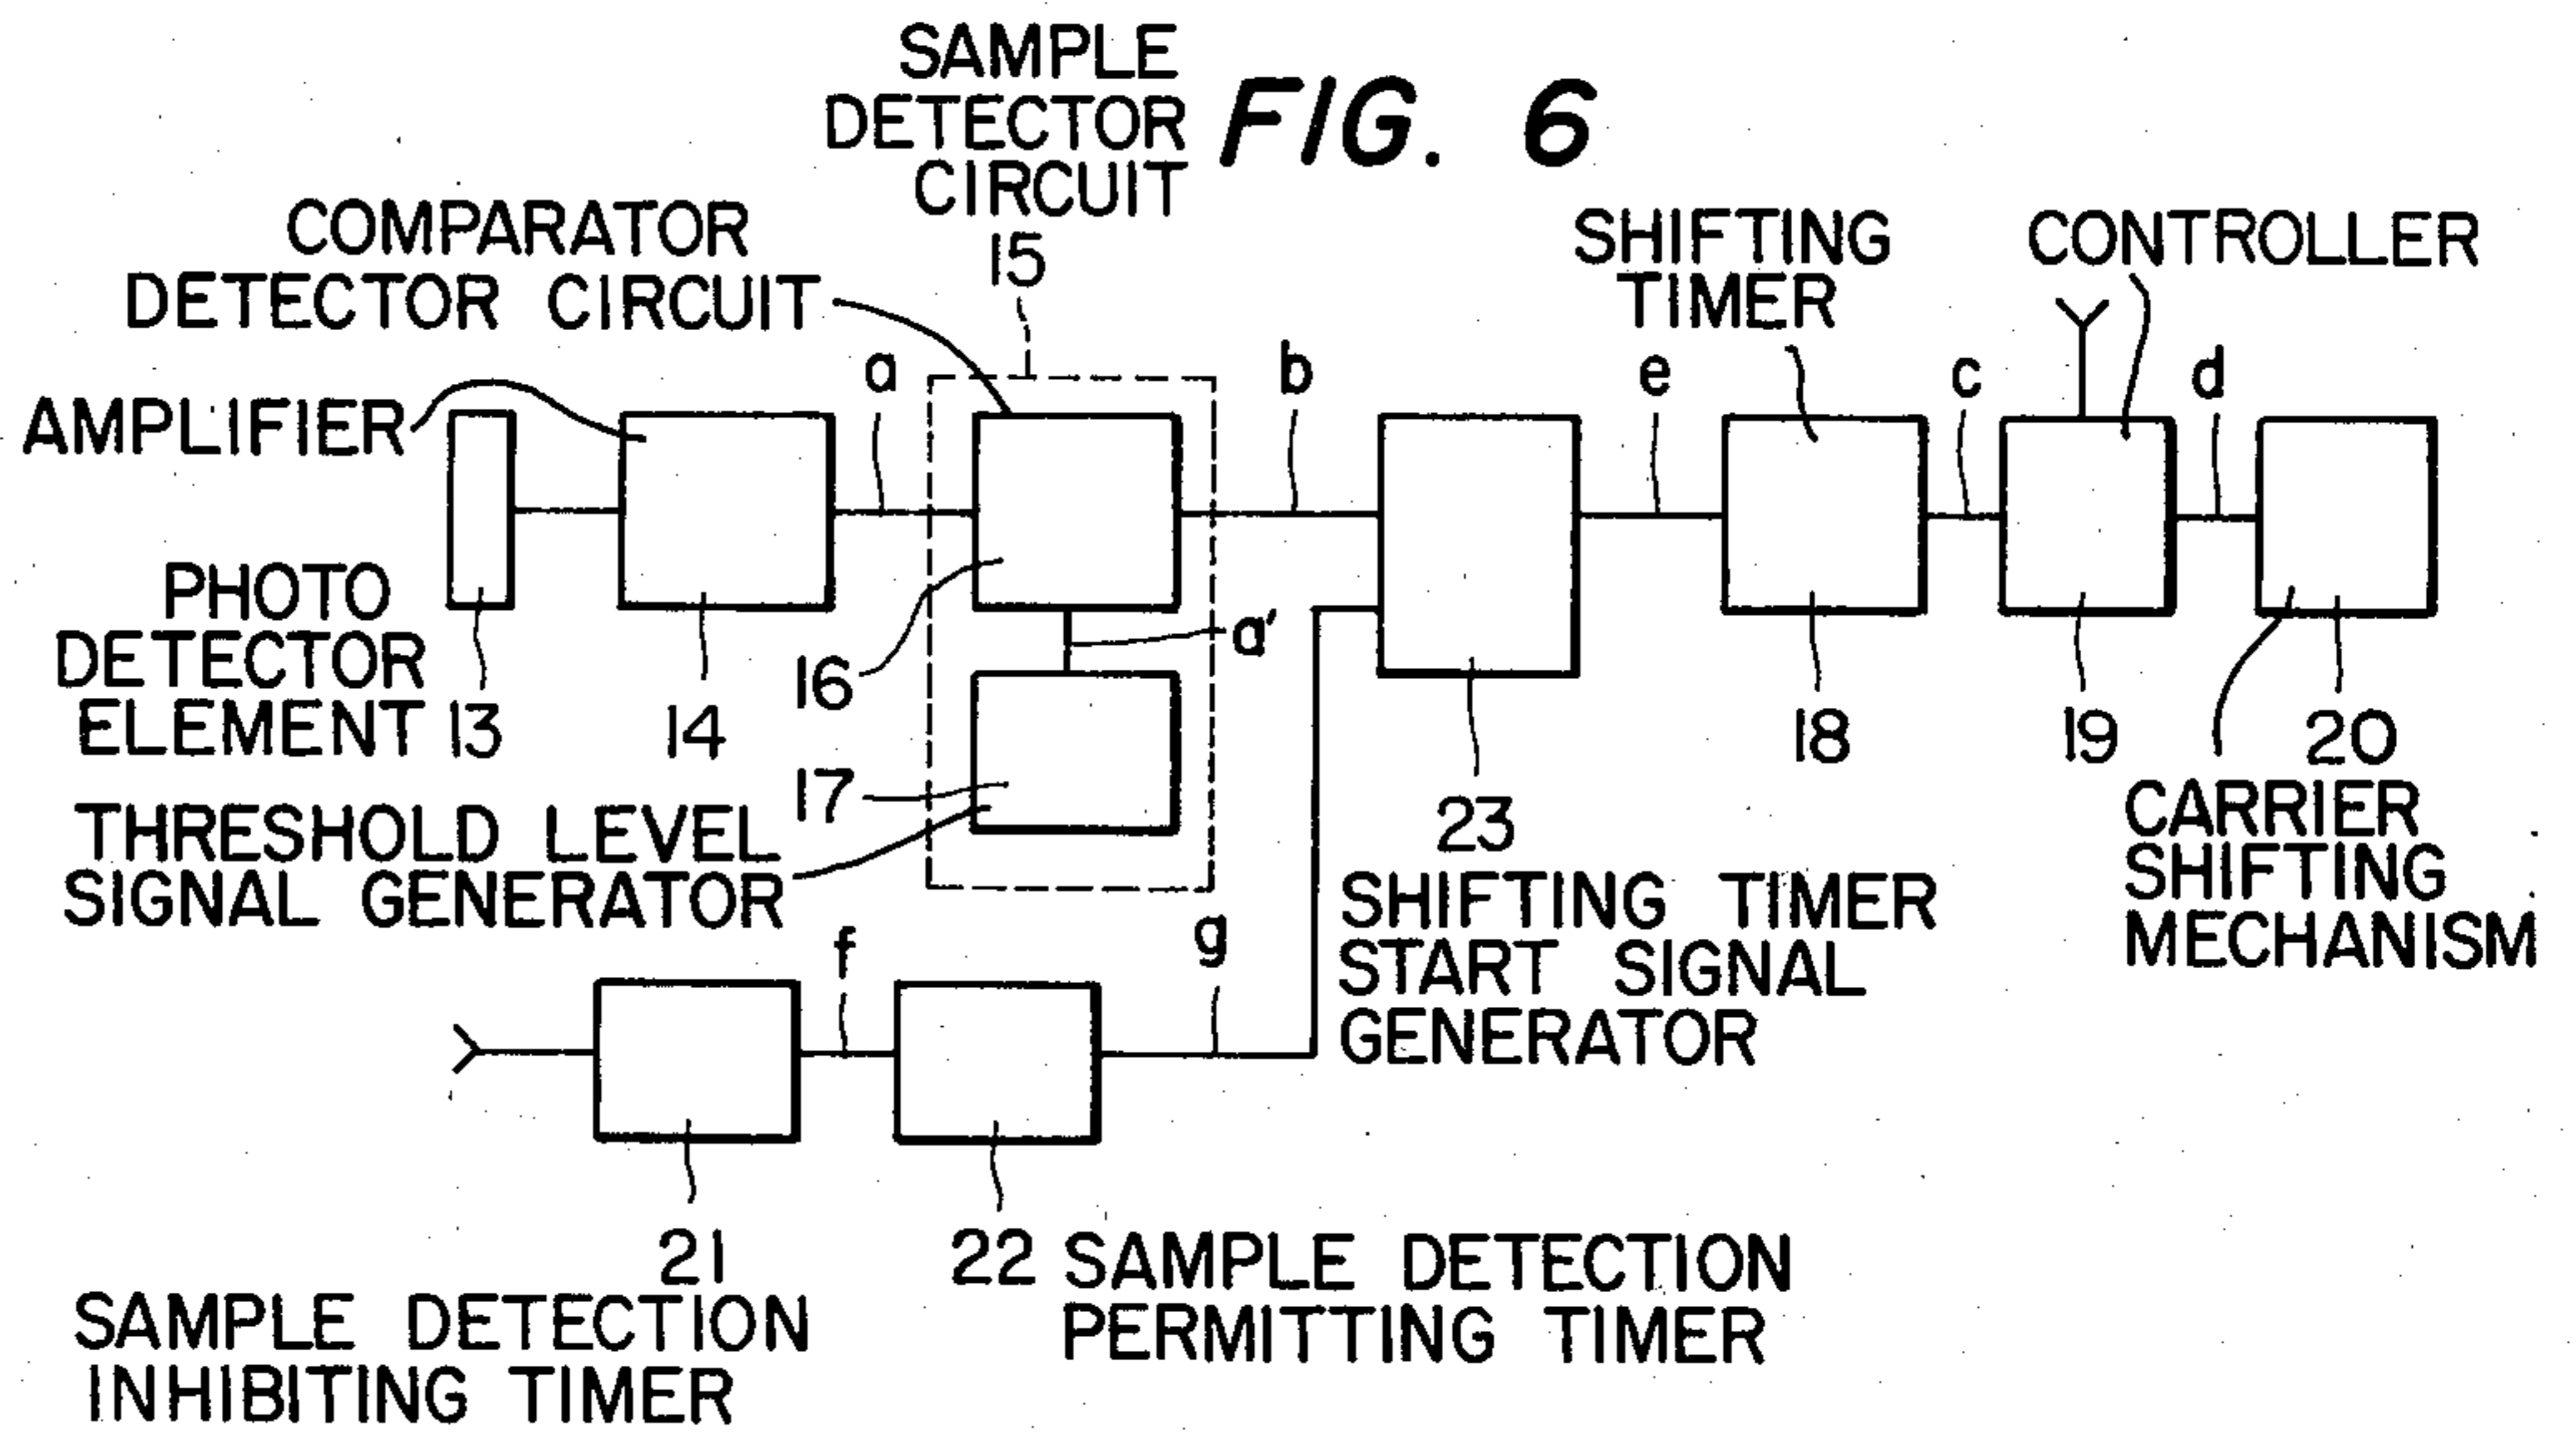 SAMPLE
DETECTOR
CIRCUIT
15
FIG. 6
COMPARATOR
DETECTOR CIRCUIT
SHIFTING
TIMER
CONTROLLER
AMPLIFIER
a
b
e
c
d
PHOTO
DETECTOR
ELEMENT 13
14
16
a'
17
18
19
20
23
THRESHOLD LEVEL
SIGNAL GENERATOR
SHIFTING TIMER
START SIGNAL
GENERATOR
CARRIER
SHIFTING
MECHANISM
f
g
21
SAMPLE DETECTION
INHIBITING TIMER
22 SAMPLE DETECTION
PERMITTING TIMER